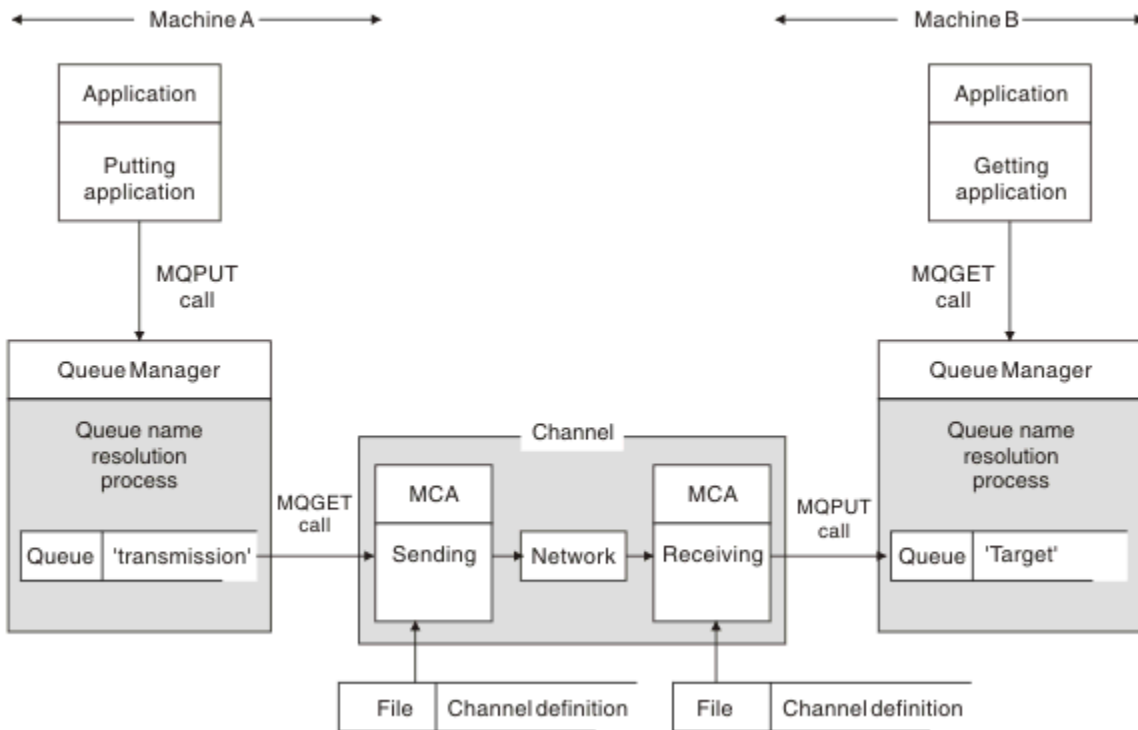 Machine A
Machine B
Application
Putting
application
Application
Getting
application
MQPUT
call
MQGET
call
Queue Manager
Queue name
resolution
process
Queue 'transmission'
MQGET
call
Channel
MCA
Sending
Network
MCA
Receiving
MQPUT
call
Queue Manager
Queue name
resolution
process
Queue 'Target'
File Channel definition
File Channel definition